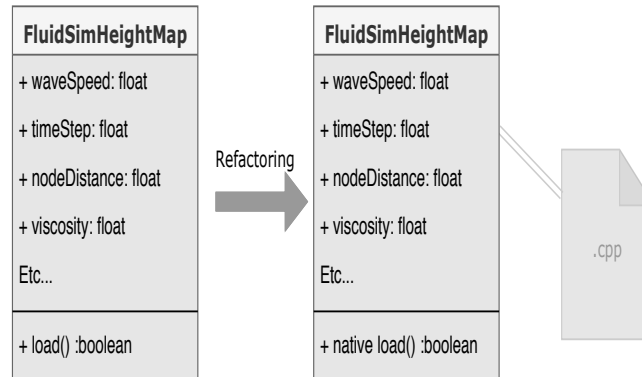 FluidSimHeightMap
+ waveSpeed: float
+ timeStep: float
+ nodeDistance: float
+ viscosity: float
Etc...
+ load() :boolean
Refactoring
FluidSimHeightMap
+ waveSpeed: float
+ timeStep: float
+ nodeDistance: float
+ viscosity: float
Etc...
+ native load() :boolean
.cpp